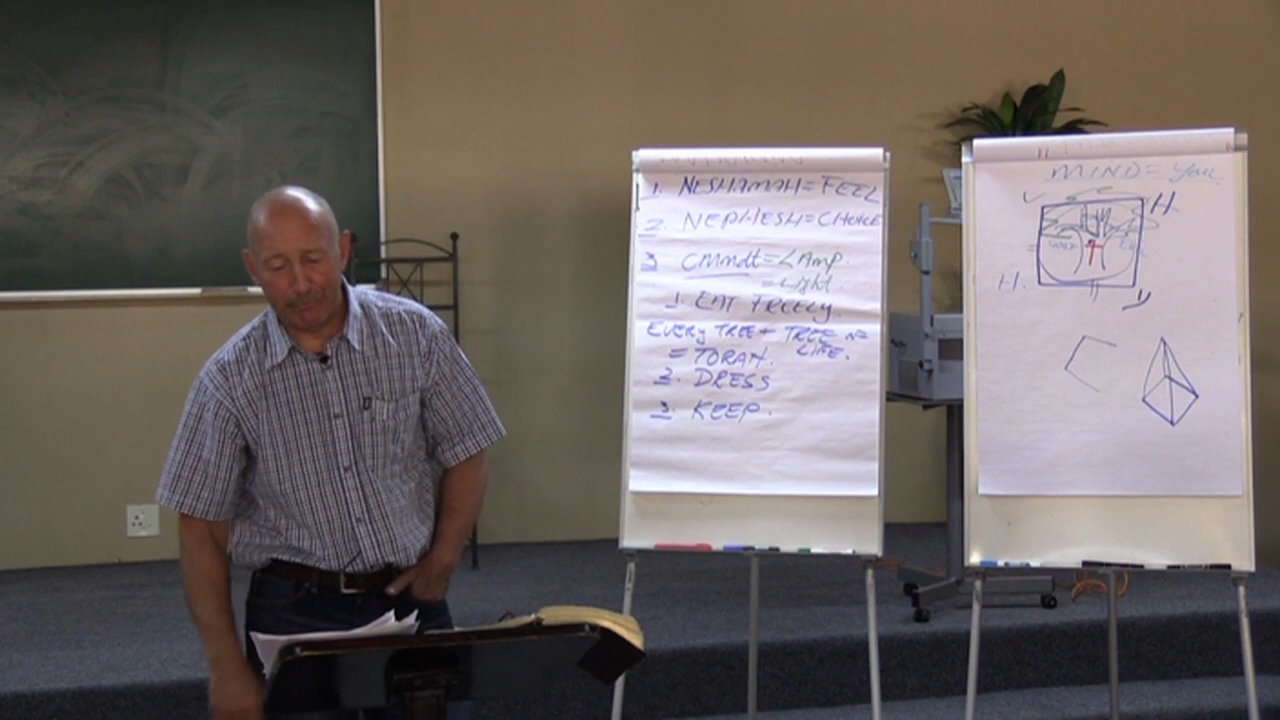 1. NESHAMAH = FEEL
2. NEPHESH = CHOICE
3 CMMDT = LAMP
= LIGHT
1. EAT FREELY
EVERY TREE + TREE OF
LIFE.
= TORAH.
2. DRESS
3. KEEP.
MIND = YOU
H
H.